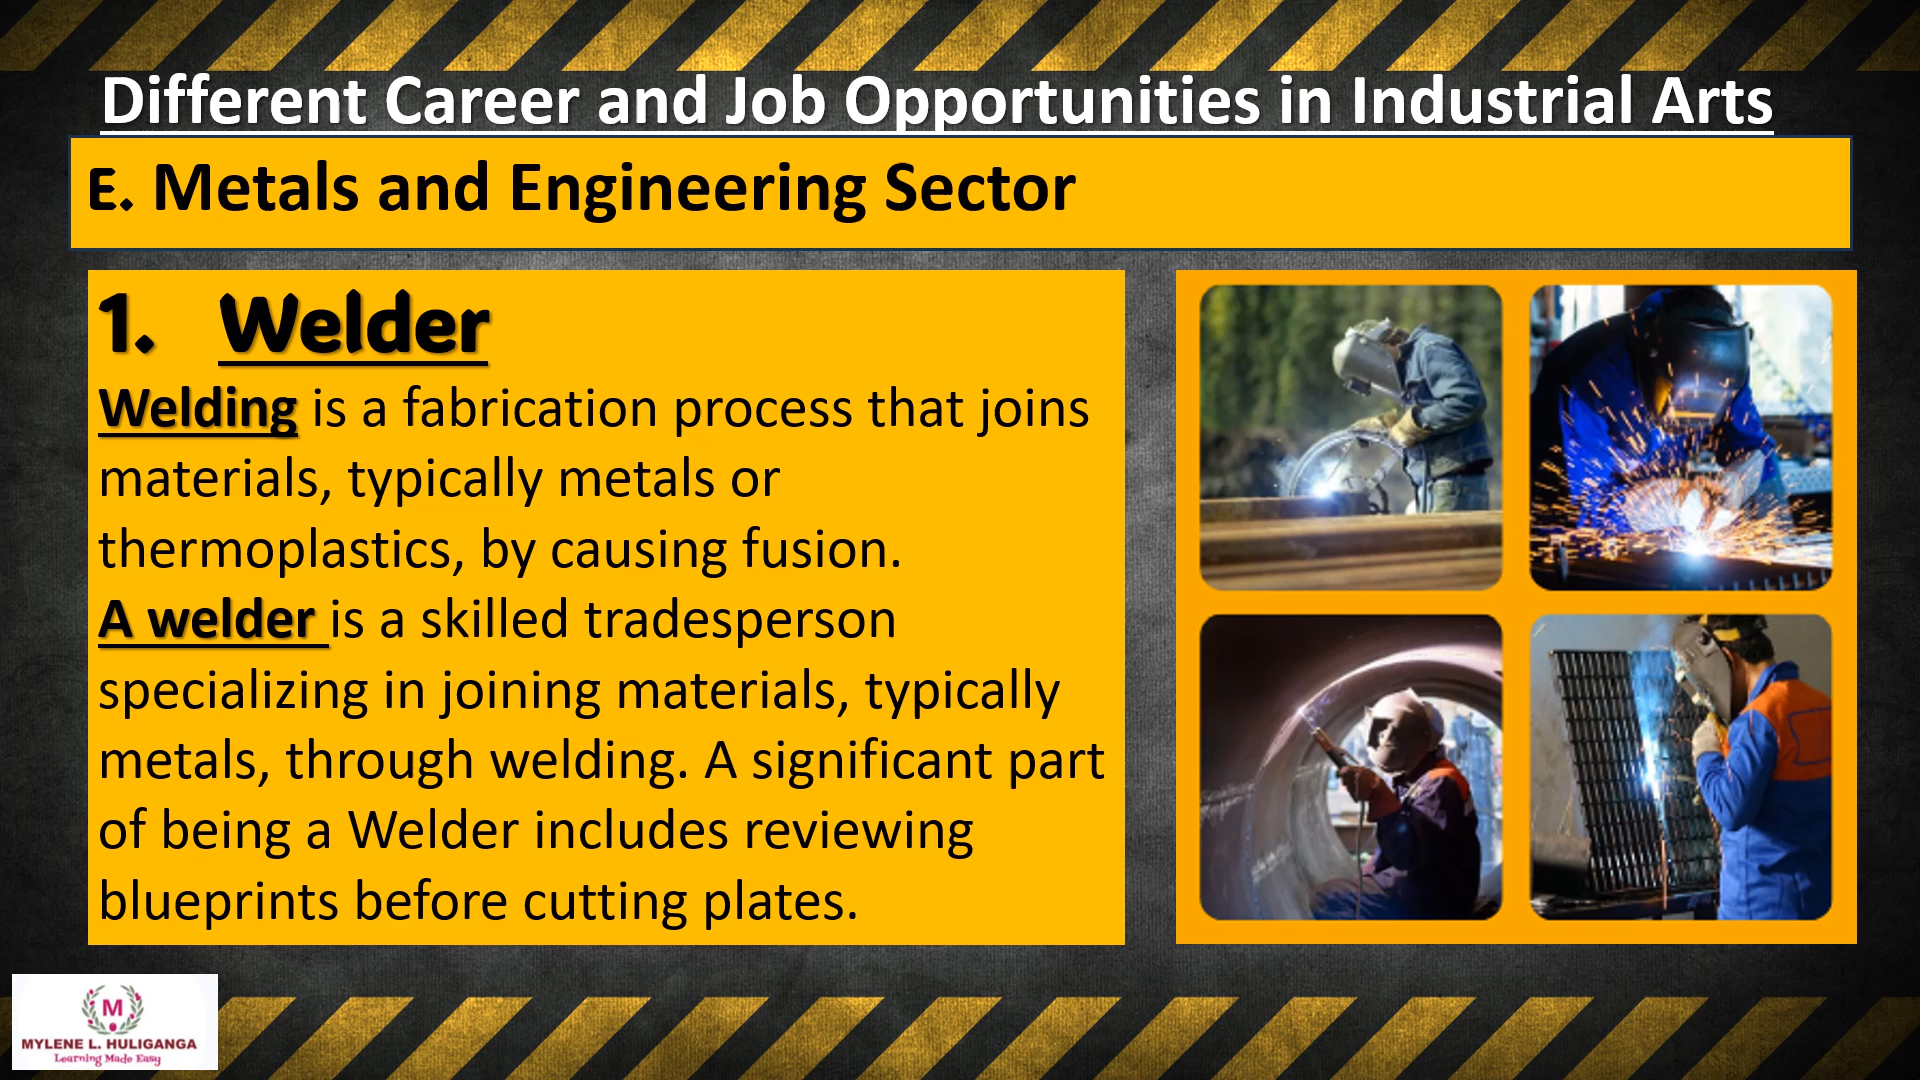 Different Career and Job Opportunities in Industrial Arts
E. Metals and Engineering Sector
1. Welder
Welding is a fabrication process that joins
materials, typically metals or
thermoplastics, by causing fusion.
A welder is a skilled tradesperson
specializing in joining materials, typically
metals, through welding. A significant part
of being a Welder includes reviewing
blueprints before cutting plates.
M
MYLENE L. HULIGANGA
Learning Made Easy